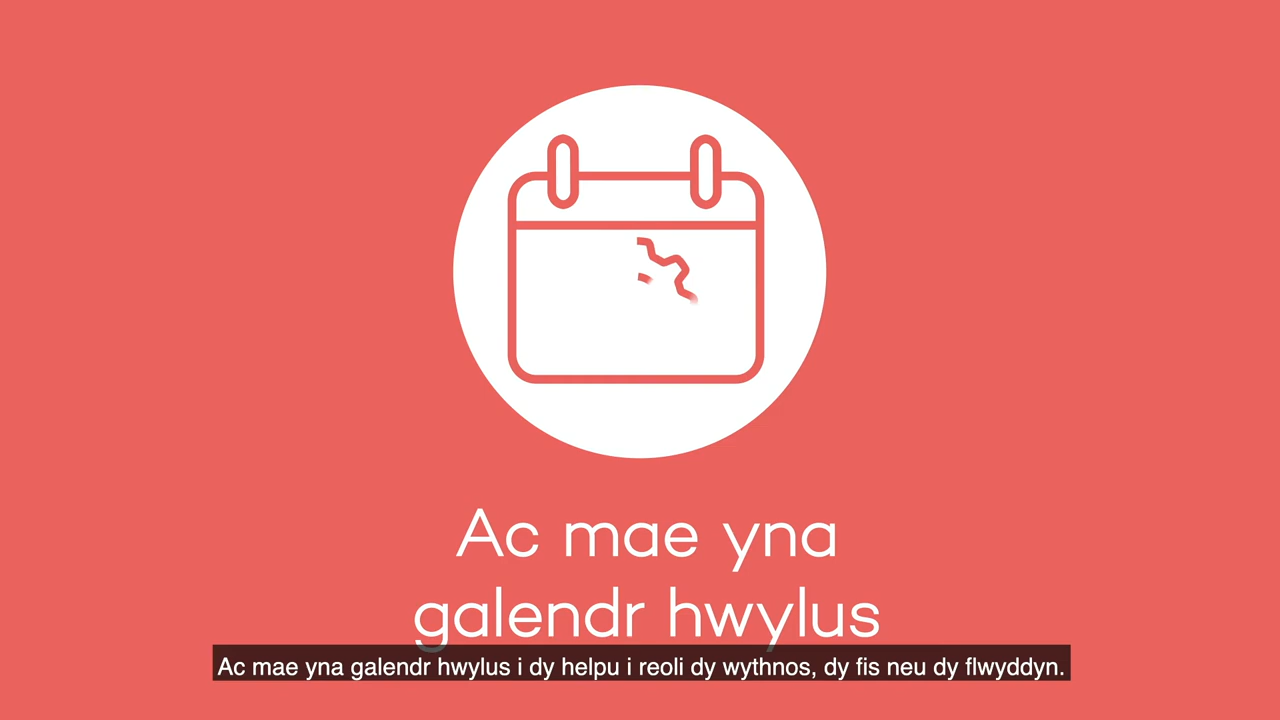 Ac mae yna
galendr hwylus
Ac mae yna galendr hwylus i dy helpu i reoli dy wythnos, dy fis neu dy flwyddyn.